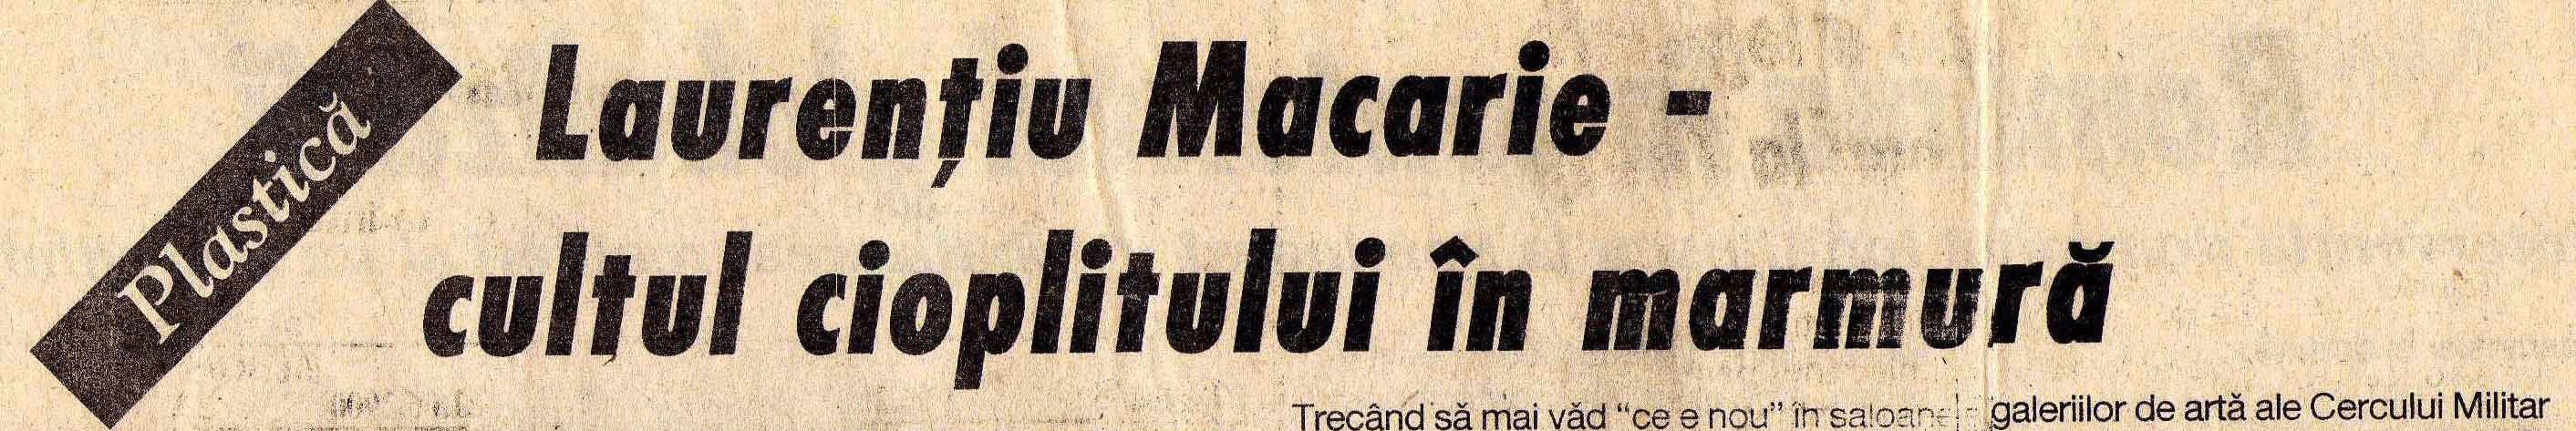 Plastică
Laurențiu Macarie -
cultul cioplitului în marmură
Trecând să mai văd “ce e nou” în saloanele galeriilor de artă ale Cercului Militar